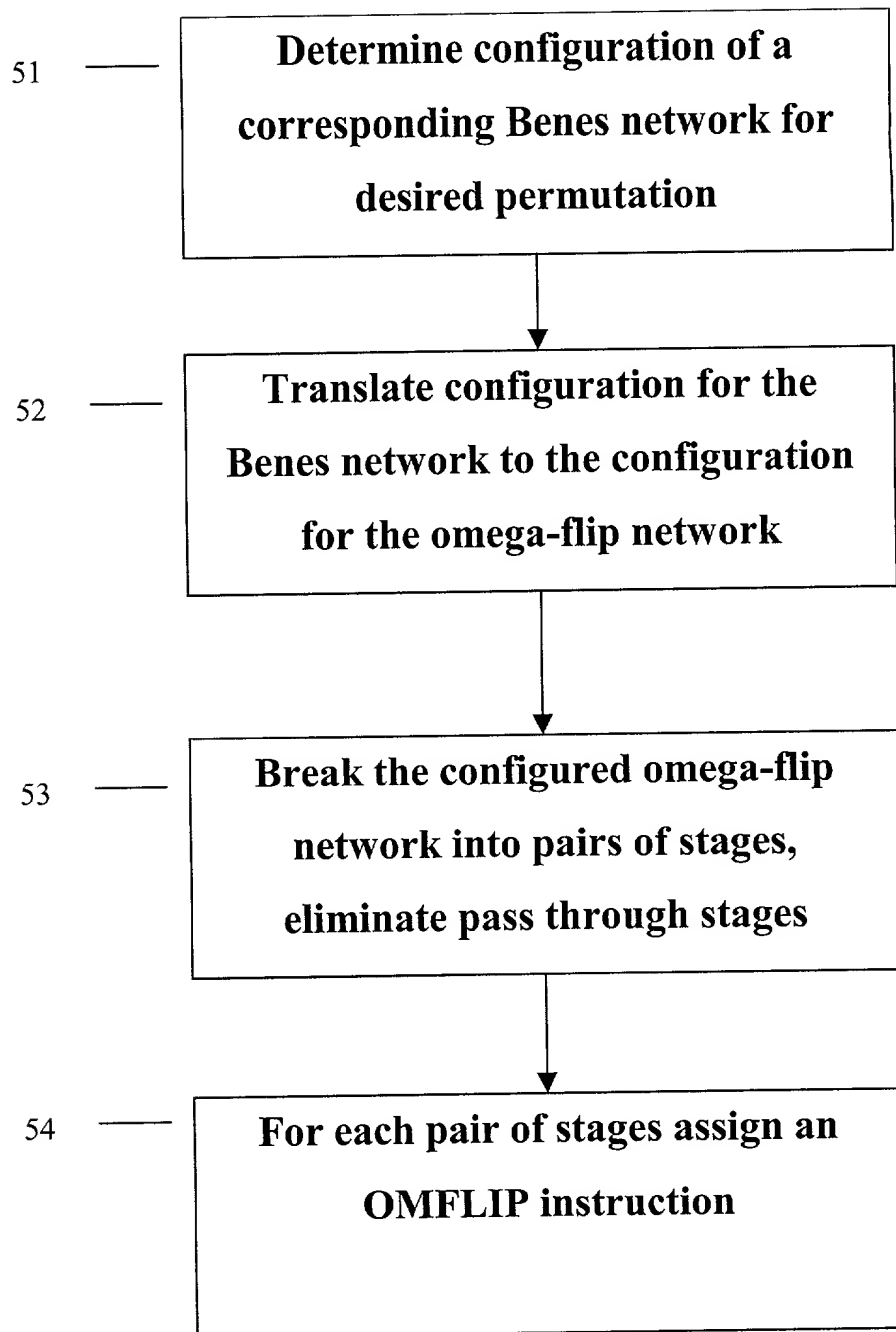 51
Determine configuration of a
corresponding Benes network for
desired permutation
52
Translate configuration for the
Benes network to the configuration
for the omega-flip network
53
Break the configured omega-flip
network into pairs of stages,
eliminate pass through stages
54
For each pair of stages assign an
OMFLIP instruction